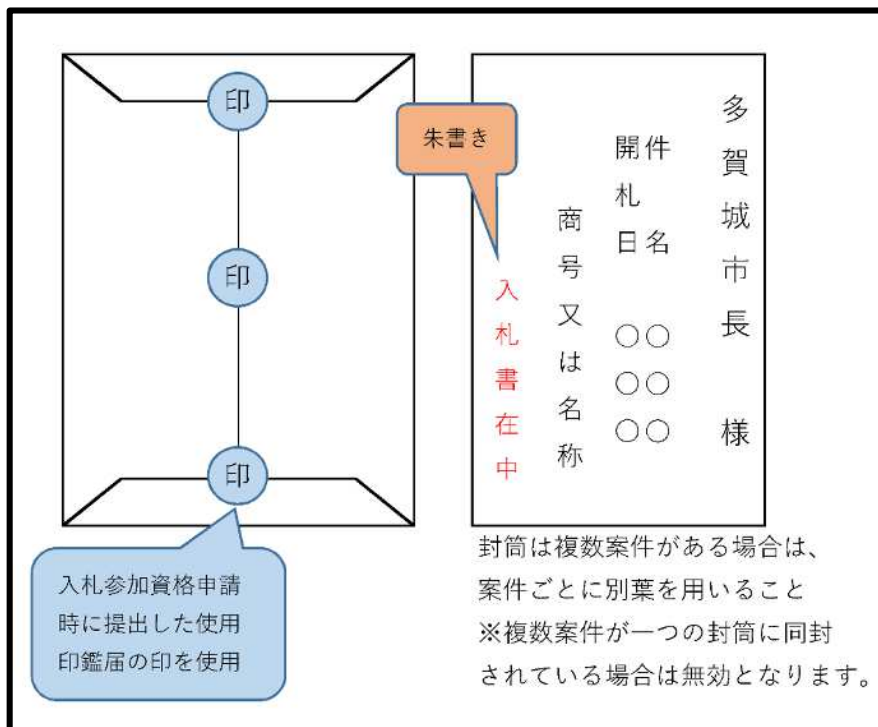 印
印
印
入札参加資格申請
時に提出した使用
印鑑届の印を使用
朱書き
多賀城市長　様
件名　○○○
開札日　○○○
商号又は名称
入札書在中
封筒は複数案件がある場合は、
案件ごとに別葉を用いること
※複数案件が一つの封筒に同封
されている場合は無効となります。